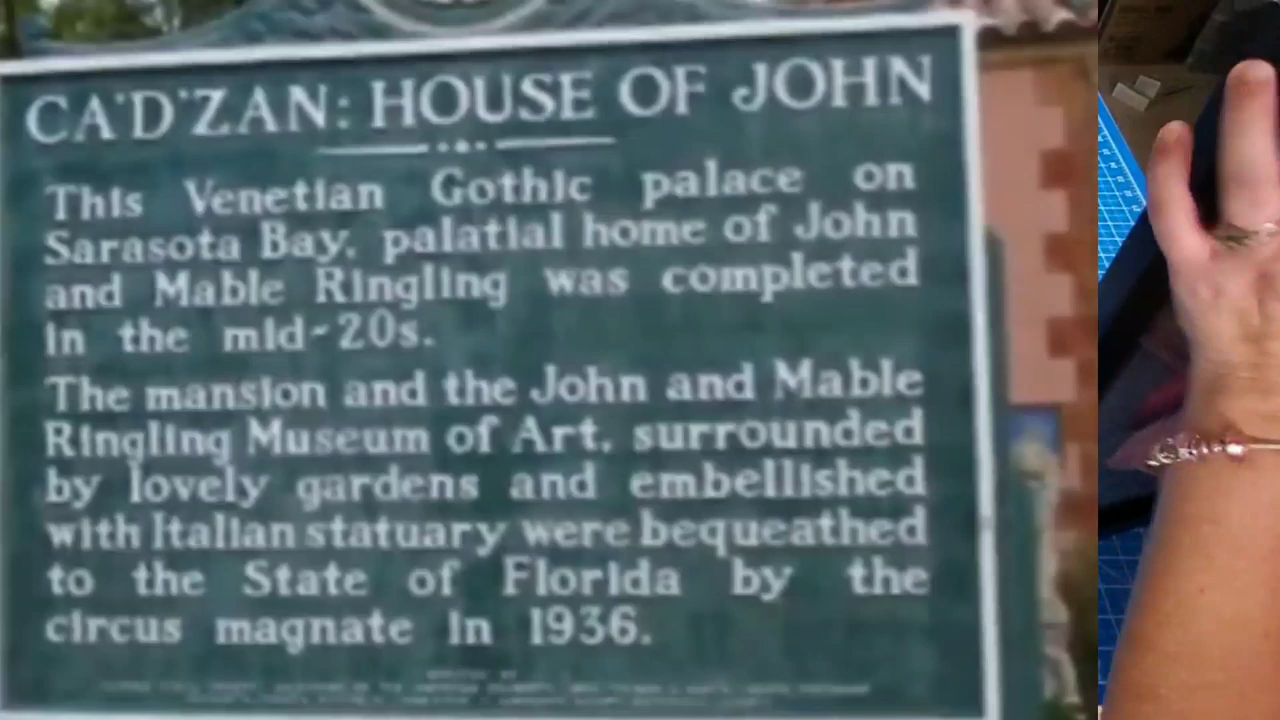 CA'D'ZAN: HOUSE OF JOHN
This Venetian Gothic palace on
Sarasota Bay, palatial home of John
and Mable Ringling was completed
in the mid-20s.
The mansion and the John and Mable
Ringling Museum of Art, surrounded
by lovely gardens and embellished
with Italian statuary were bequeathed
to the State of Florida by the
circus magnate in 1936.